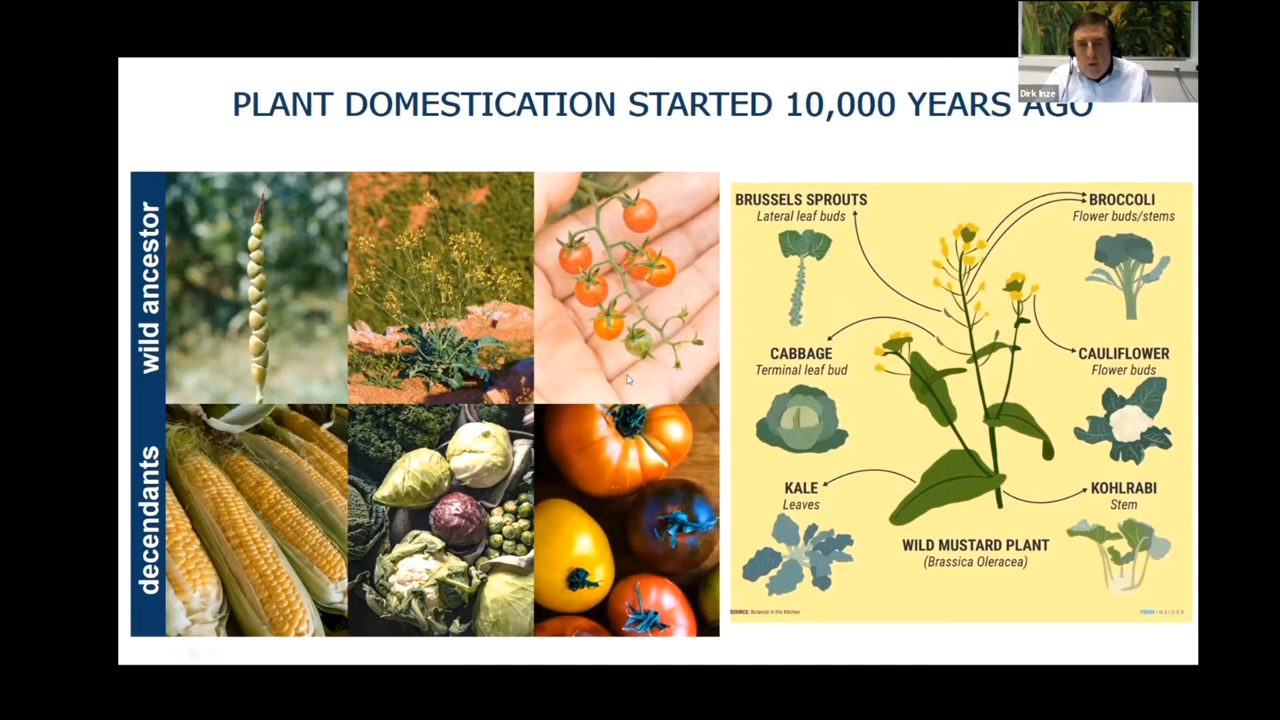 PLANT DOMESTICATION STARTED 10,000 YEARS AGO
Dirk Inze
wild ancestor
decendants
BRUSSELS SPROUTS
Lateral leaf buds
BROCCOLI
Flower buds/stems
CABBAGE
Terminal leaf bud
CAULIFLOWER
Flower buds
KALE
Leaves
KOHLRABI
Stem
WILD MUSTARD PLANT
(Brassica Oleracea)
SOURCE: Botanist in the Kitchen
INSIDER